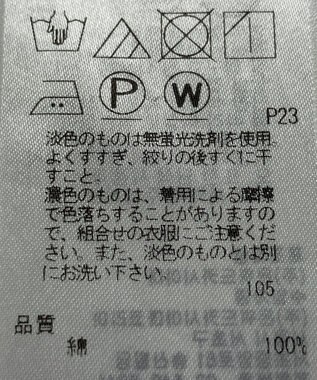 P W
P23
淡色のものは無蛍光洗剤を使用
よくすすぎ、絞りの後すぐに干
すこと、
濃色のものは、着用による摩擦
で色落ちすることがありますの
で、組合せの衣服にご注意くださ
い。また、淡色のものとは別
にお洗い下さい。
105
品質
綿 100%